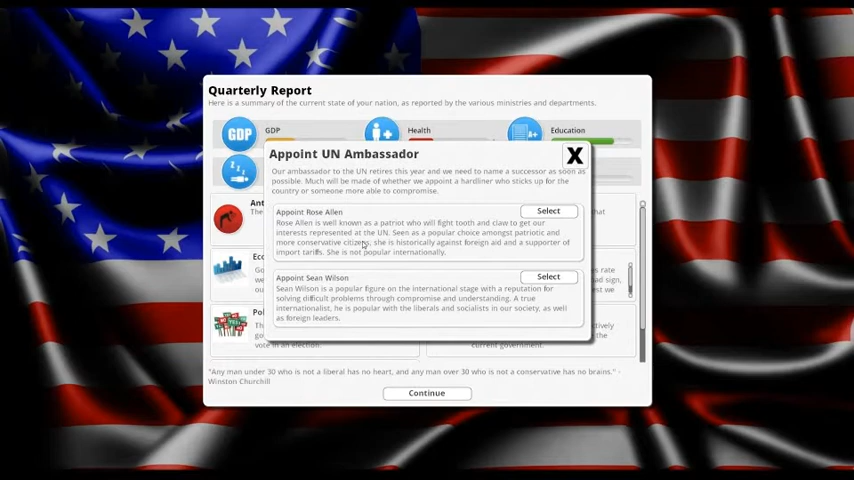 Quarterly Report
Here is a summary of the current state of your nation, as reported by the various ministries and departments.
GDP GDP Health Education
Appoint UN Ambassador X
Our ambassador to the UN retires this year and we need to name a successor as soon as
possible. Much will be made of whether we appoint a hardliner who sticks up for the
country or someone more able to compromise.
Appoint Rose Allen Select
Rose Allen is well known as a patriot who will fight tooth and claw to get our
interests represented at the UN. Seen as a popular choice amongst patriotic and
more conservative citizens, she is historically against foreign aid and a supporter of
import tariffs. She is not popular internationally.
Appoint Sean Wilson Select
Sean Wilson is a popular figure on the international stage with a reputation for
solving difficult problems through compromise and understanding. A true
internationalist, he is popular with the liberals and socialists in our society, as well
as foreign leaders.
vote in an election. current government.
"Any man under 30 who is not a liberal has no heart, and any man over 30 who is not a conservative has no brains." -
Winston Churchill
Continue